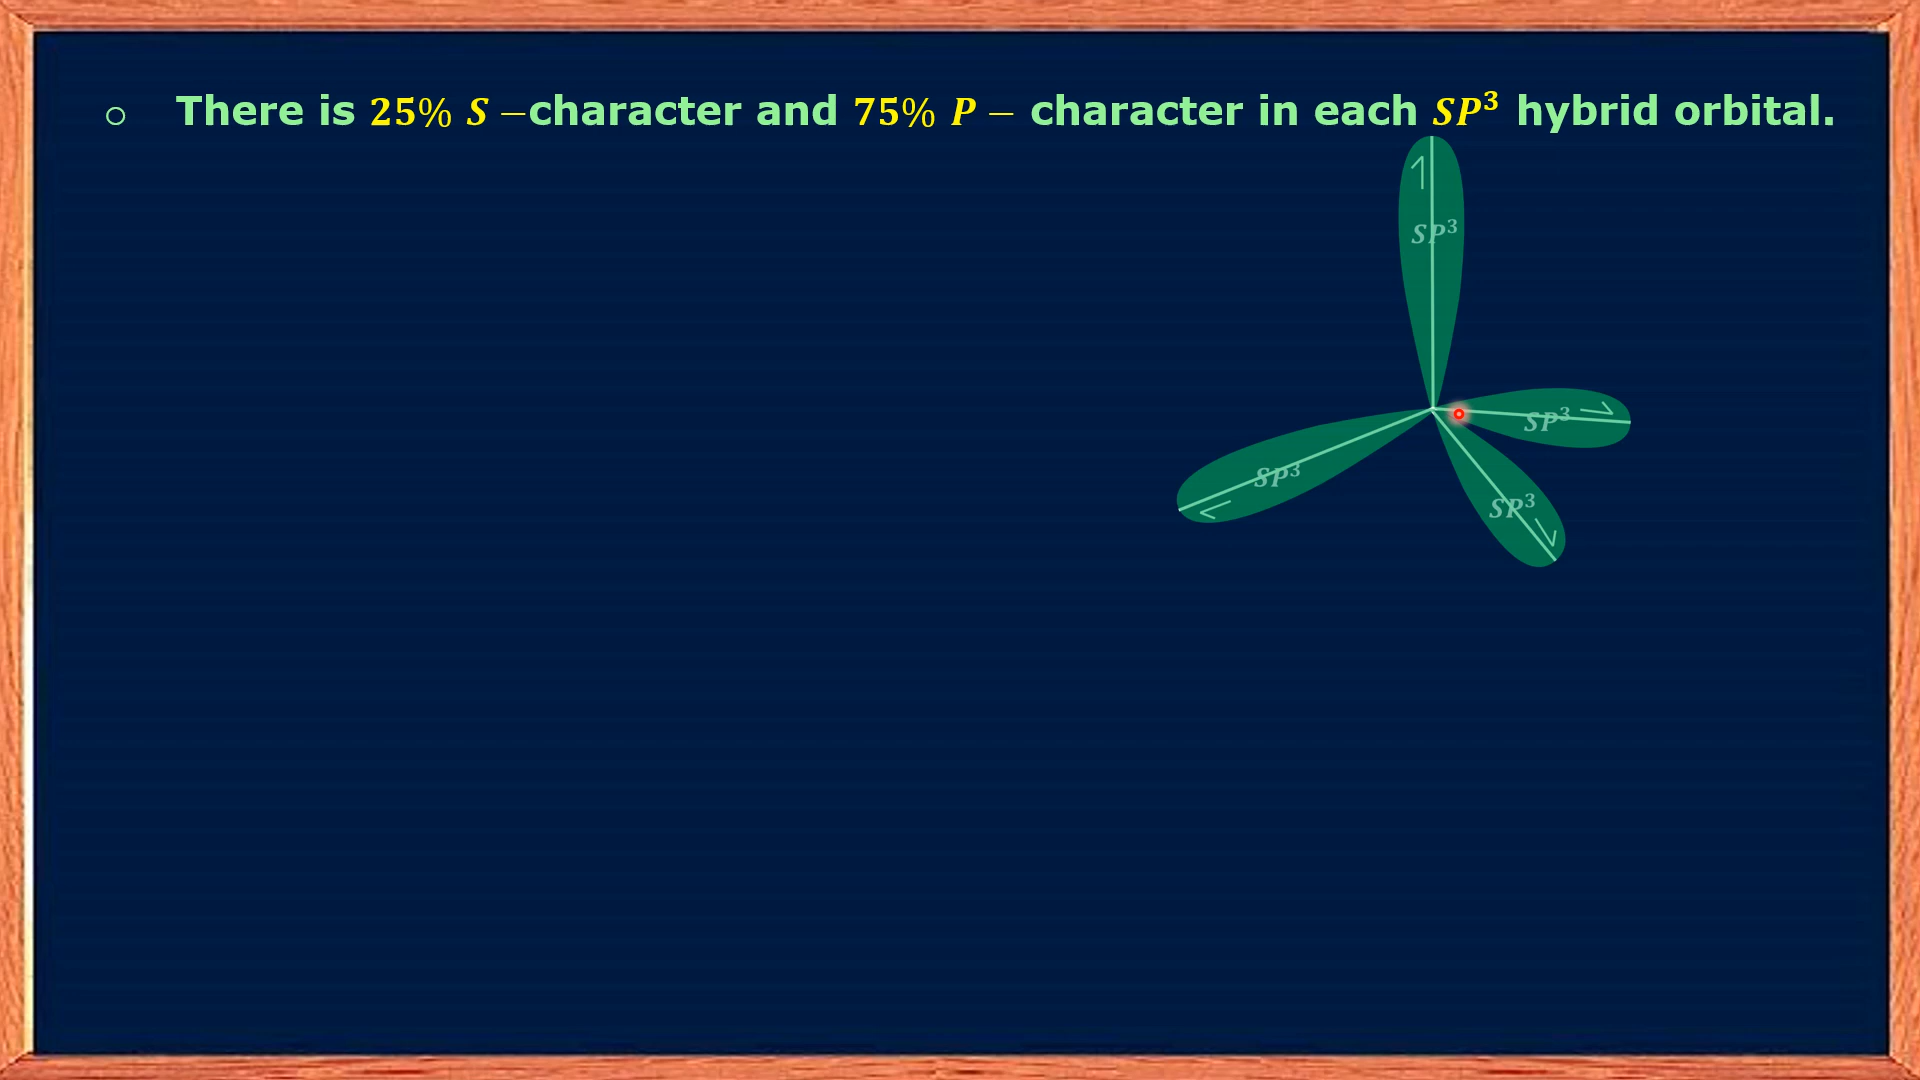 ○ There is 25% S –character and 75% P – character in each SP³ hybrid orbital.
SP³
SP³
SP³
SP³